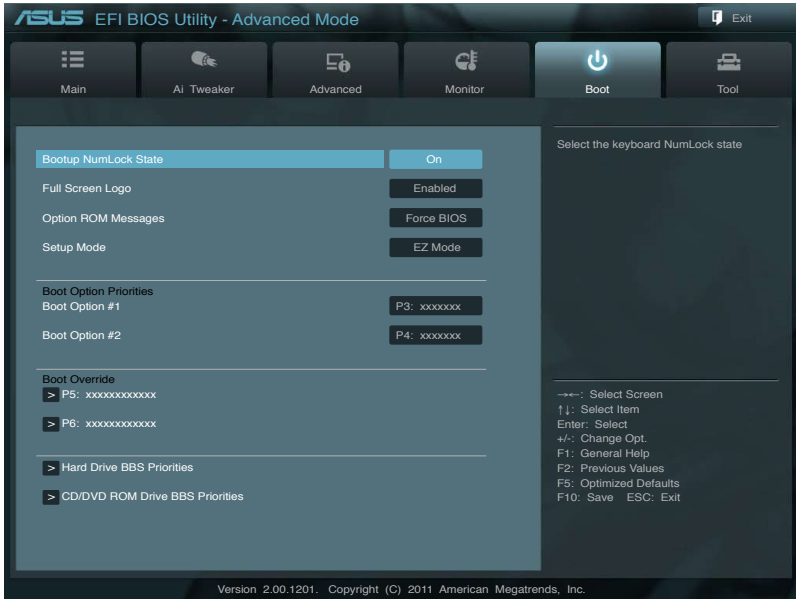 ASUS EFI BIOS Utility - Advanced Mode
Exit
Main
Ai Tweaker
Advanced
Monitor
Boot
Tool
Bootup NumLock State On
Full Screen Logo Enabled
Option ROM Messages Force BIOS
Setup Mode EZ Mode
Boot Option Priorities
Boot Option #1 P3: xxxxxxx
Boot Option #2 P4: xxxxxxx
Boot Override
> P5: xxxxxxxxxxxx
> P6: xxxxxxxxxxxx
> Hard Drive BBS Priorities
> CD/DVD ROM Drive BBS Priorities
Select the keyboard NumLock state
→←: Select Screen
↑↓: Select Item
Enter: Select
+/-: Change Opt.
F1: General Help
F2: Previous Values
F5: Optimized Defaults
F10: Save ESC: Exit
Version 2.00.1201. Copyright (C) 2011 American Megatrends, Inc.